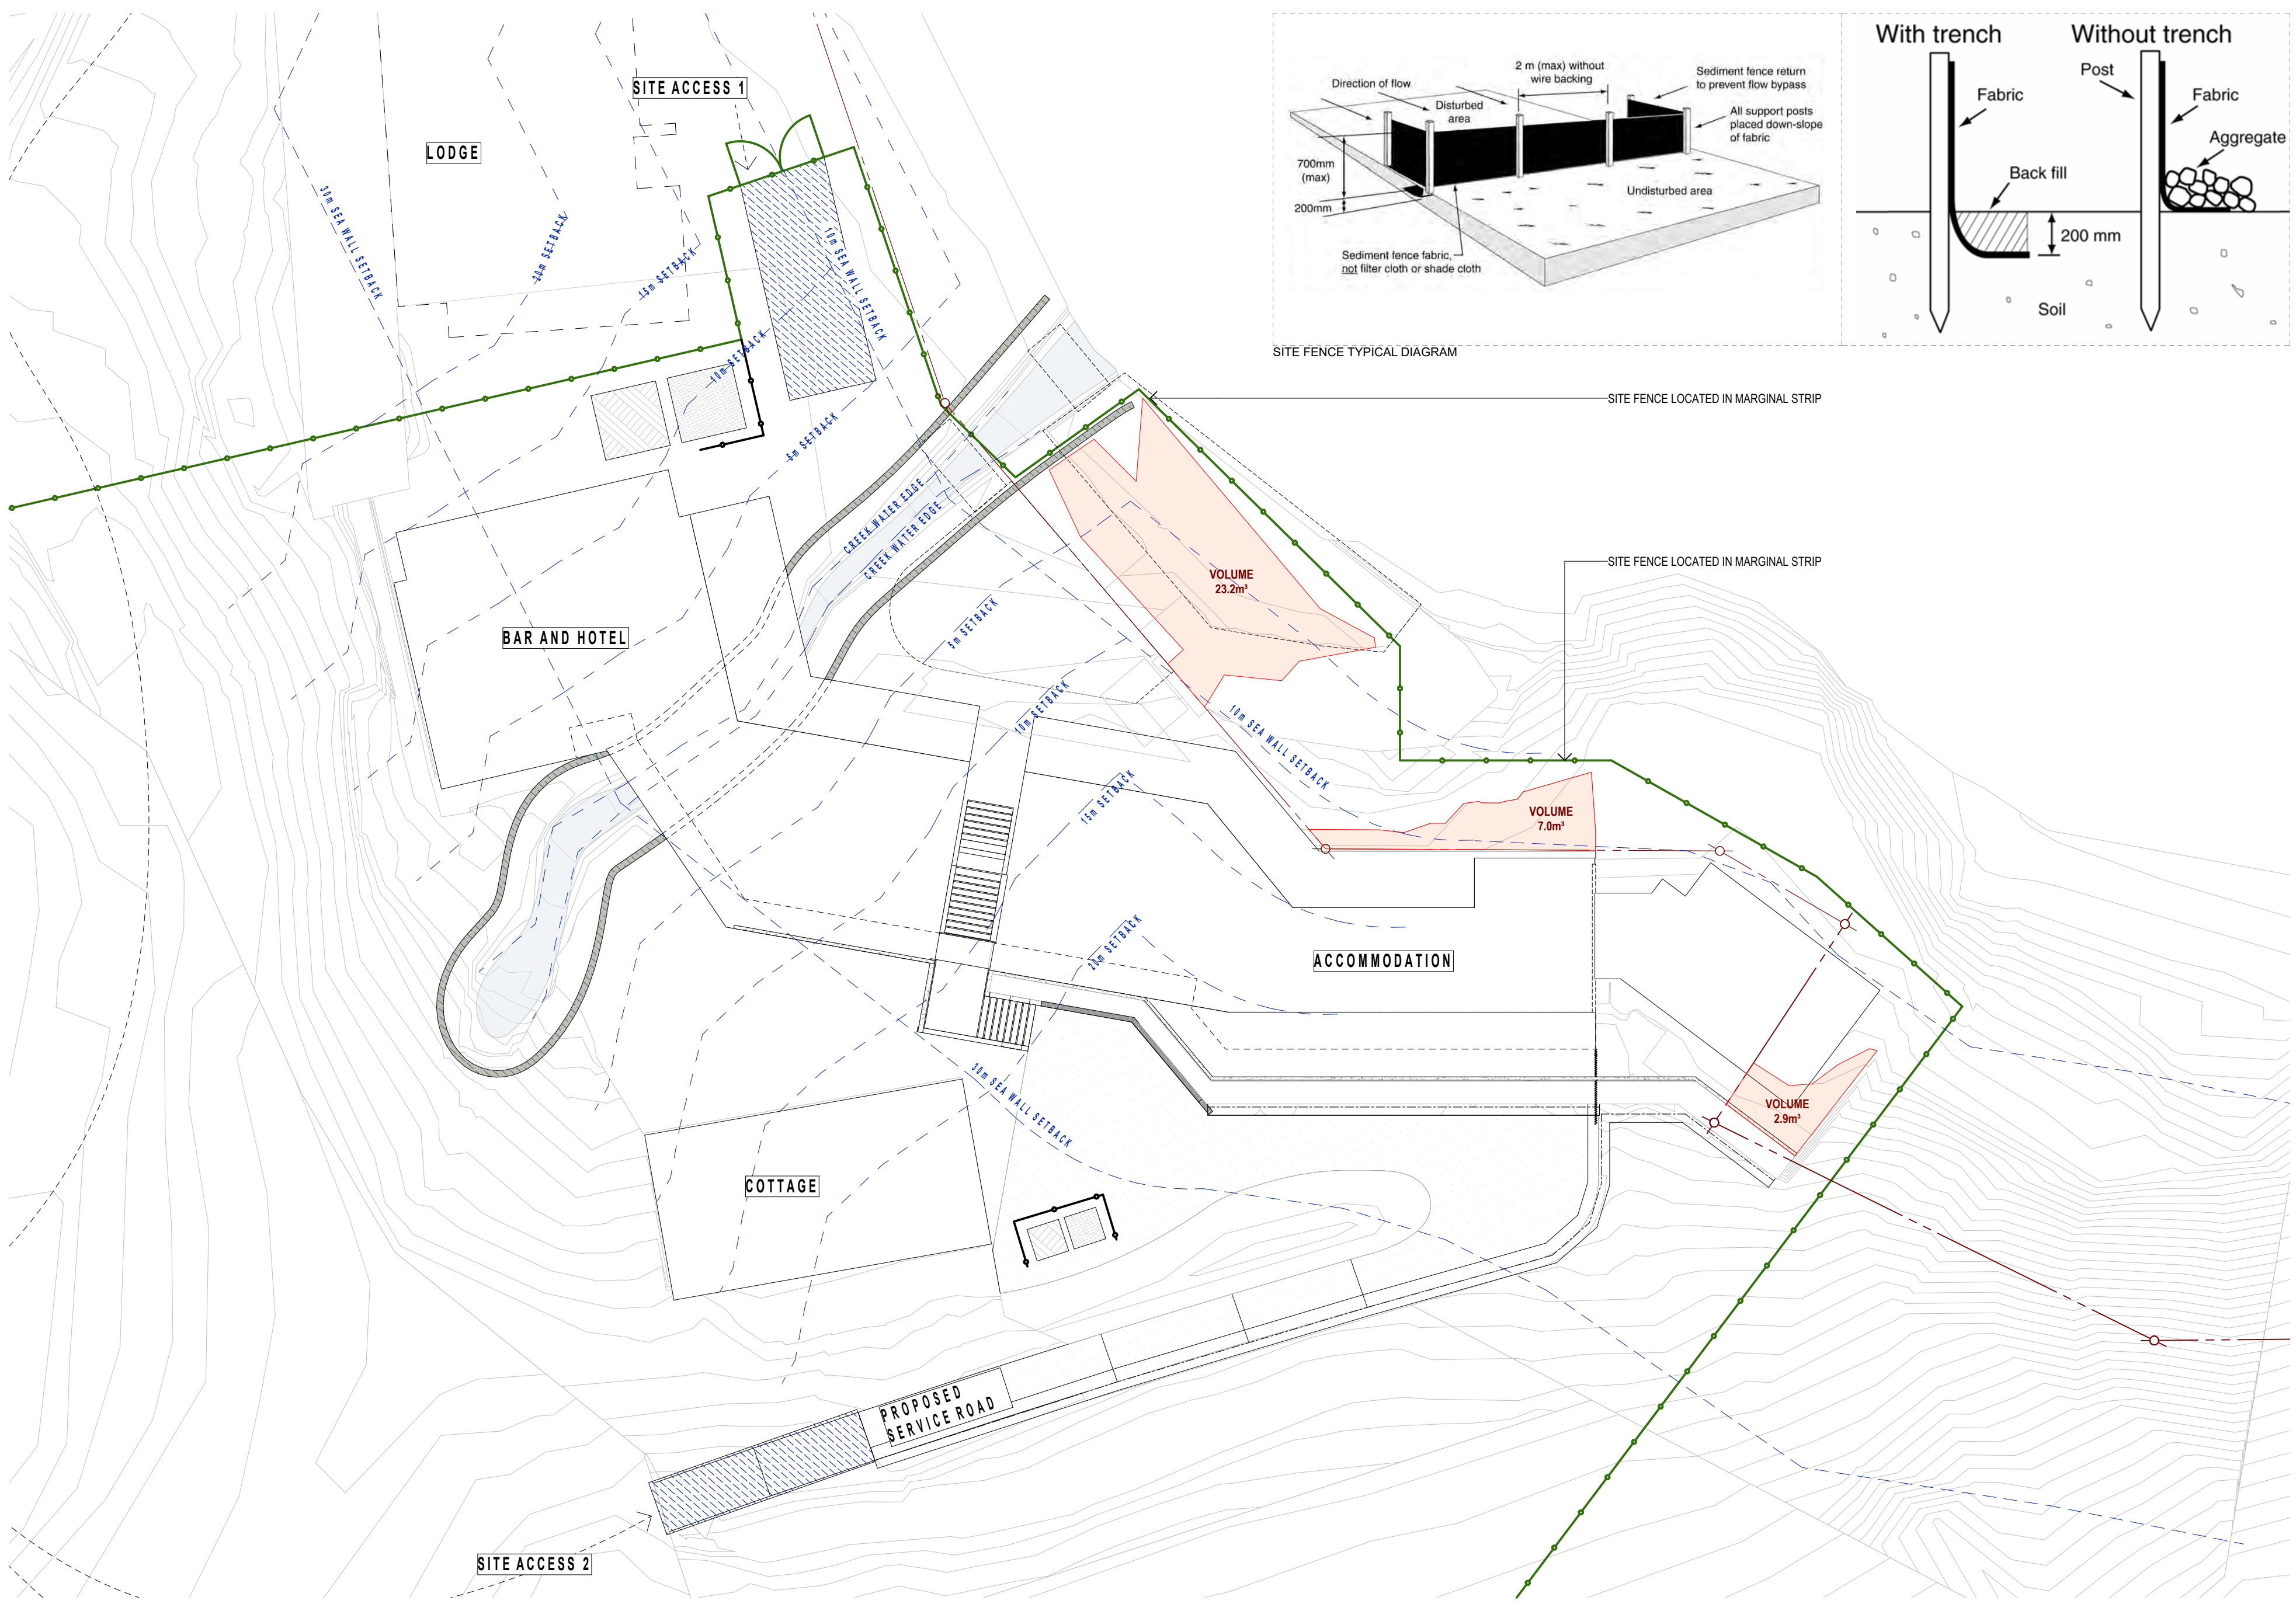 SITE ACCESS 1
LODGE
30m SEA WALL SETBACK
20m SETBACK
15m SETBACK
10m SEA WALL SETBACK
10m SETBACK
5m SETBACK
CREEK WATER EDGE
CREEK WATER EDGE
BAR AND HOTEL
5m SETBACK
10m SETBACK
15m SETBACK
20m SETBACK
10m SEA WALL SETBACK
30m SEA WALL SETBACK
VOLUME
23.2m³
VOLUME
7.0m³
VOLUME
2.9m³
ACCOMMODATION
COTTAGE
PROPOSED
SERVICE ROAD
SITE ACCESS 2
SITE FENCE LOCATED IN MARGINAL STRIP
SITE FENCE LOCATED IN MARGINAL STRIP
Direction of flow
2 m (max) without
wire backing
Sediment fence return
to prevent flow bypass
Disturbed
area
All support posts
placed down-slope
of fabric
700mm
(max)
200mm
Undisturbed area
Sediment fence fabric,
not filter cloth or shade cloth
SITE FENCE TYPICAL DIAGRAM
With trench
Without trench
Post
Fabric
Fabric
Aggregate
Back fill
200 mm
Soil